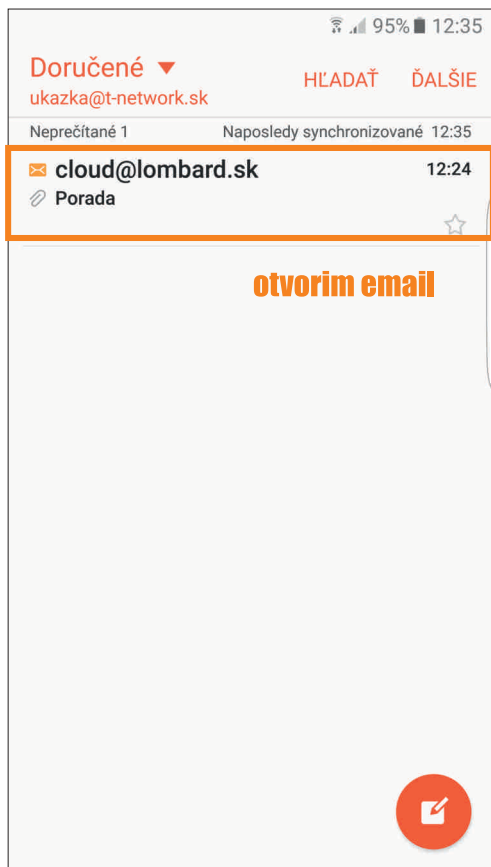 95% 12:35
Doručené
HĽADAŤ ĎALŠIE
ukazka@t-network.sk
Neprečítané 1 Naposledy synchronizované 12:35
cloud@lombard.sk 12:24
Porada
otvorim email